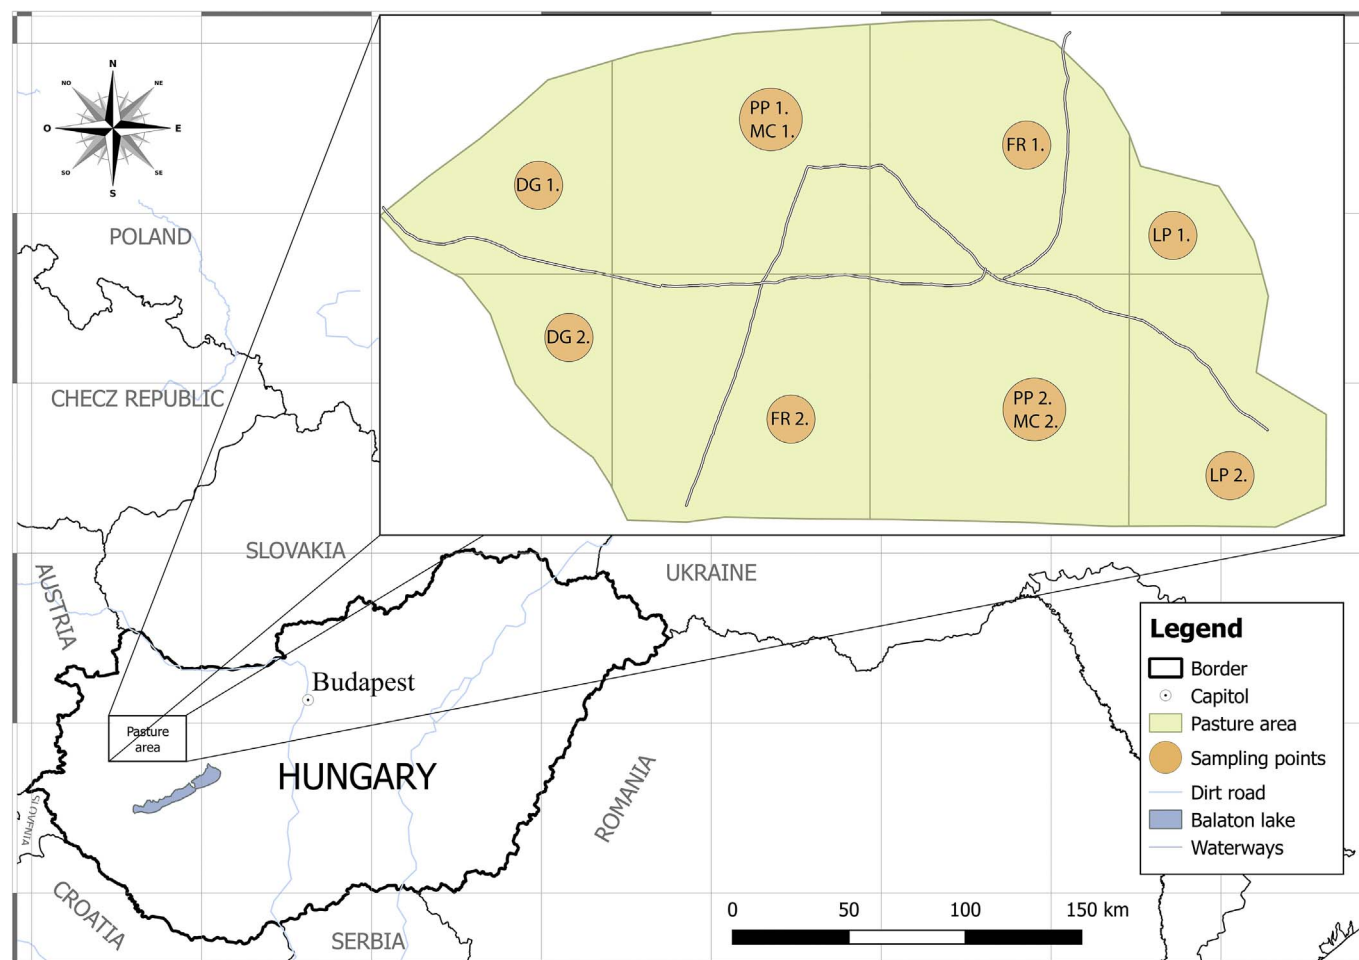 N
NO
NE
O
E
SO
SE
S
PP 1.
MC 1.
FR 1.
DG 1.
LP 1.
DG 2.
PP 2.
MC 2.
FR 2.
LP 2.
POLAND
CHECZ REPUBLIC
SLOVAKIA
AUSTRIA
UKRAINE
Budapest
Pasture
area
HUNGARY
ROMANIA
SLOVENIA
CROATIA
SERBIA
Legend
Border
Capitol
Pasture area
Sampling points
Dirt road
Balaton lake
Waterways
0 50 100 150 km